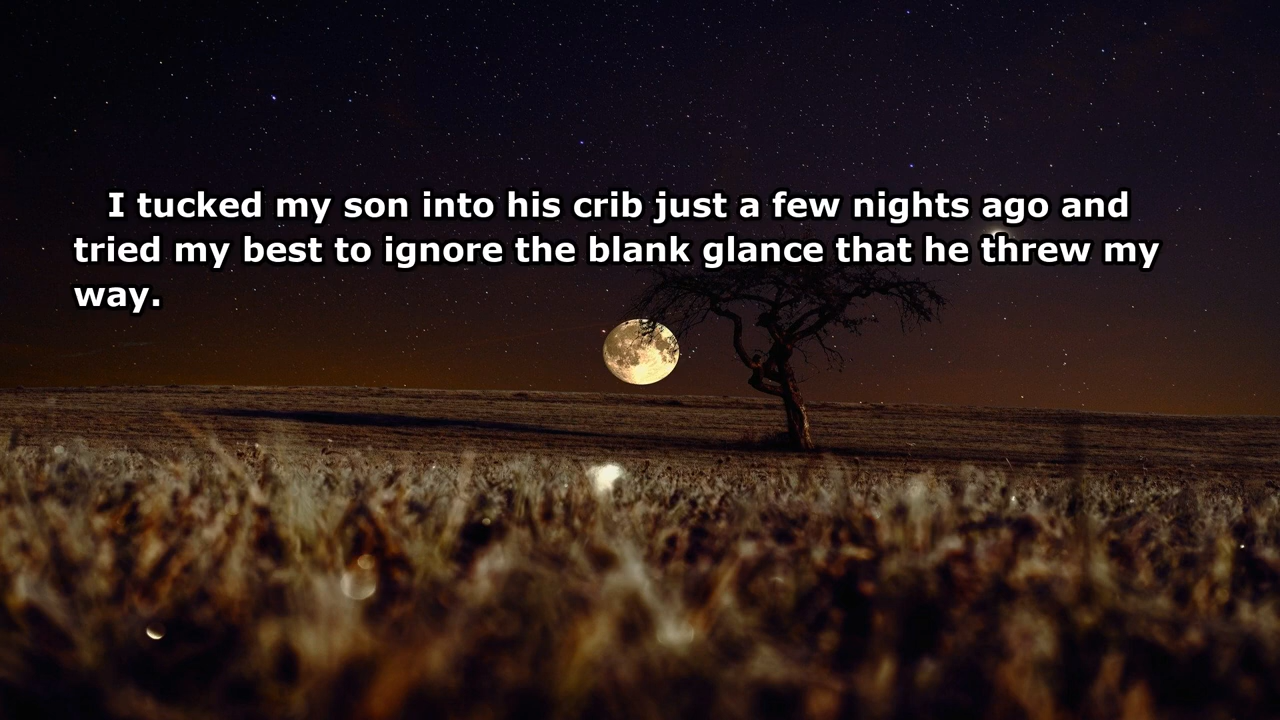 I tucked my son into his crib just a few nights ago and
tried my best to ignore the blank glance that he threw my
way.